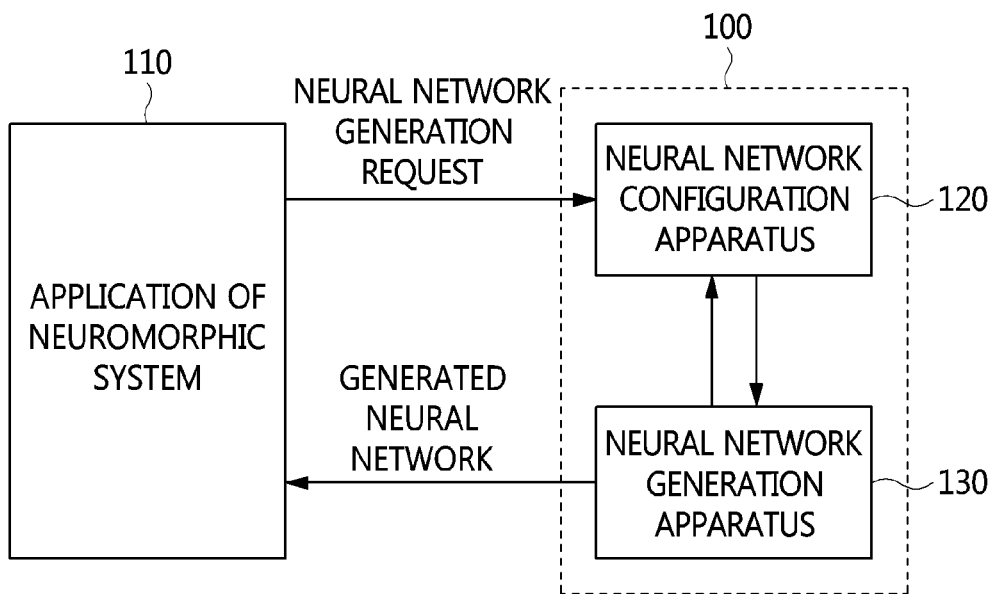 100
110
NEURAL NETWORK
GENERATION
REQUEST
NEURAL NETWORK
CONFIGURATION
APPARATUS
120
APPLICATION OF
NEUROMORPHIC
SYSTEM
GENERATED
NEURAL
NETWORK
NEURAL NETWORK
GENERATION
APPARATUS
130